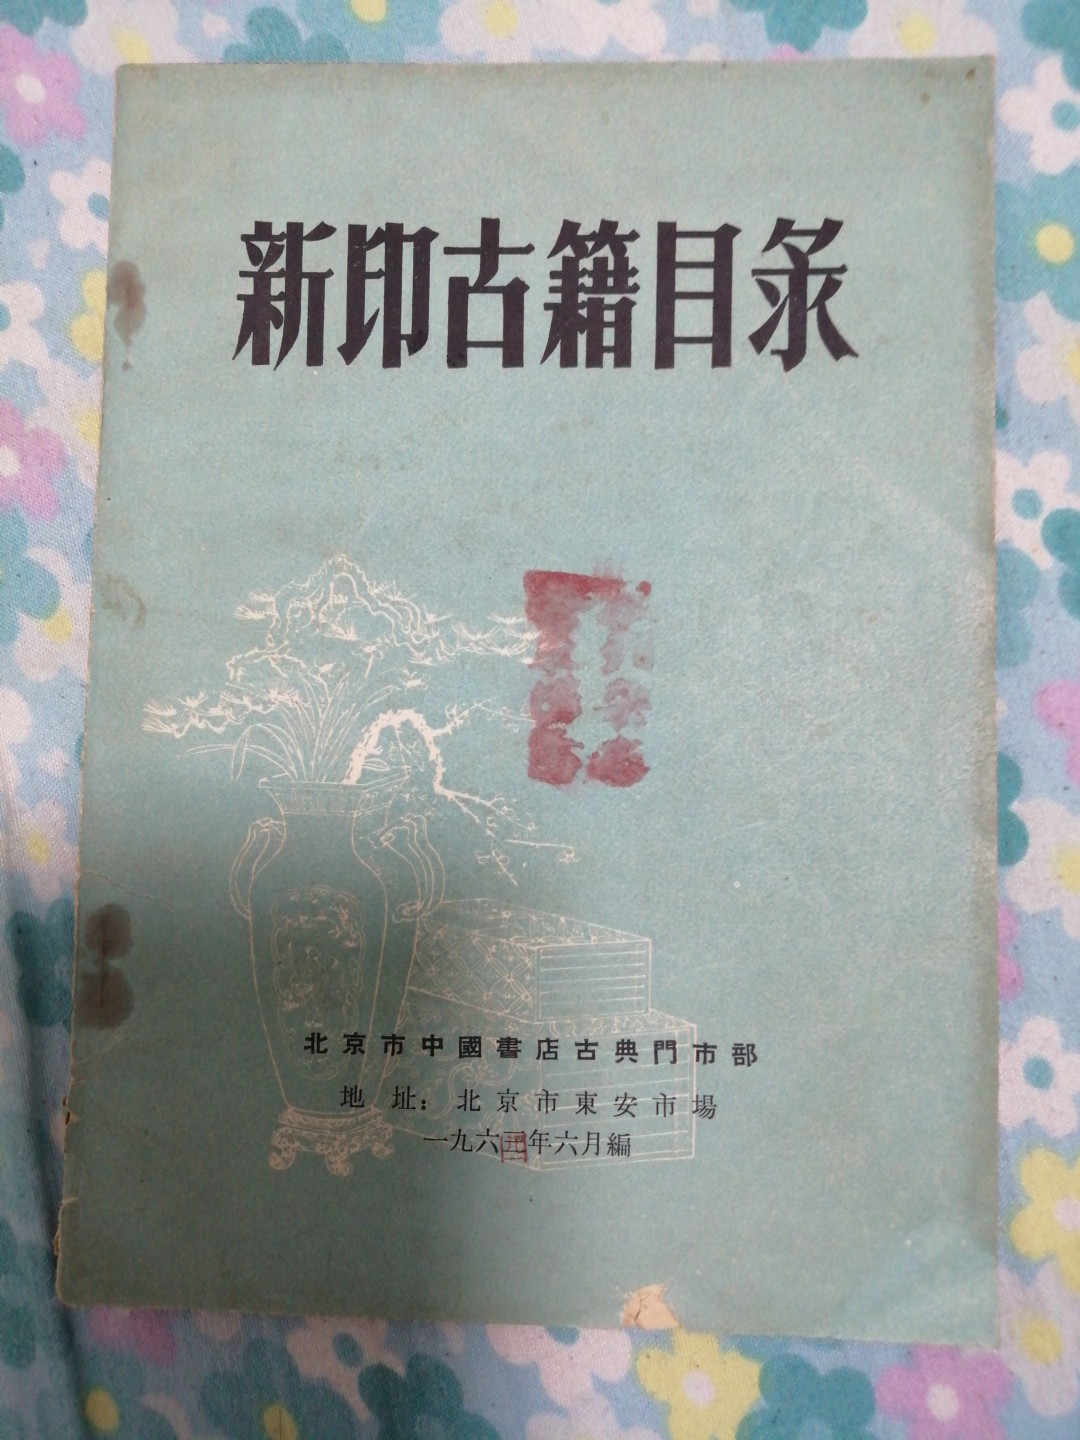 新印古籍目录
北京市中國書店古典門市部
地址：北京市東安市場
一九六三年六月編